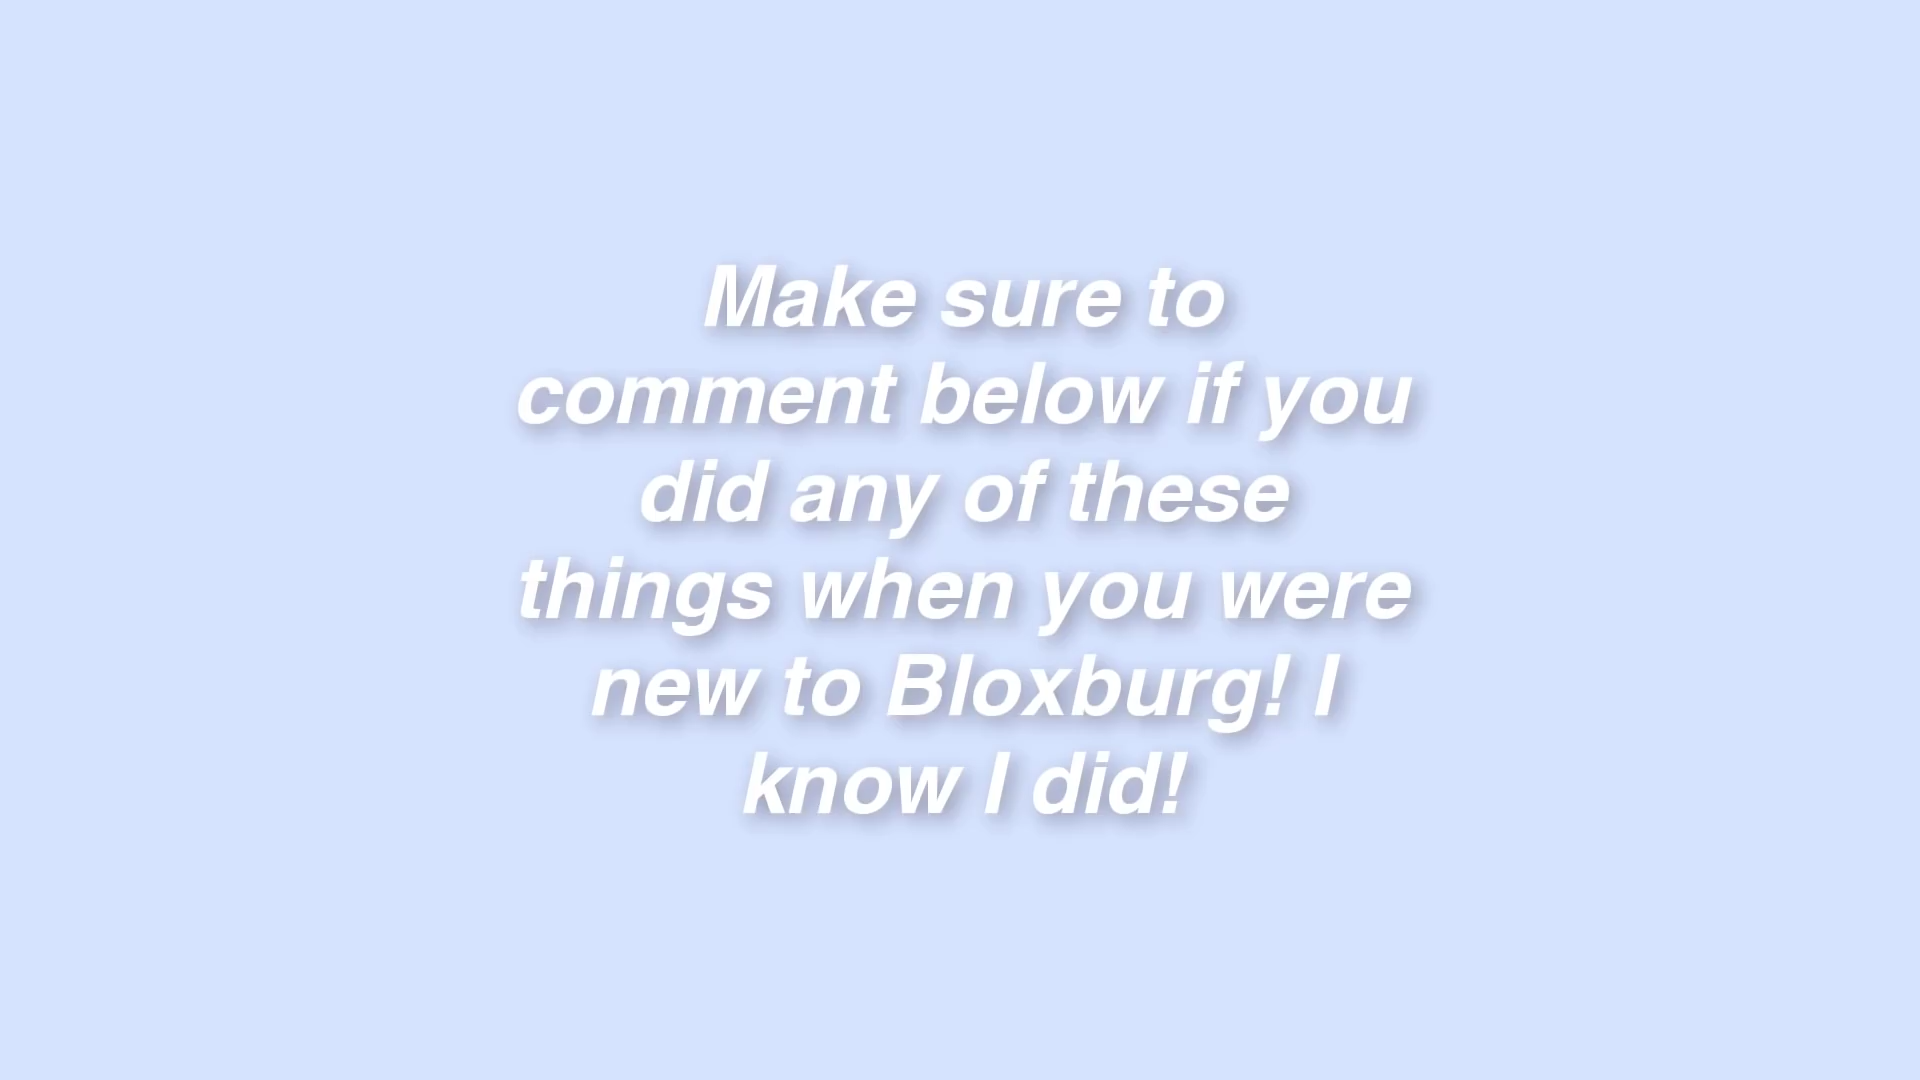 Make sure to
comment below if you
did any of these
things when you were
new to Bloxburg! I
know I did!